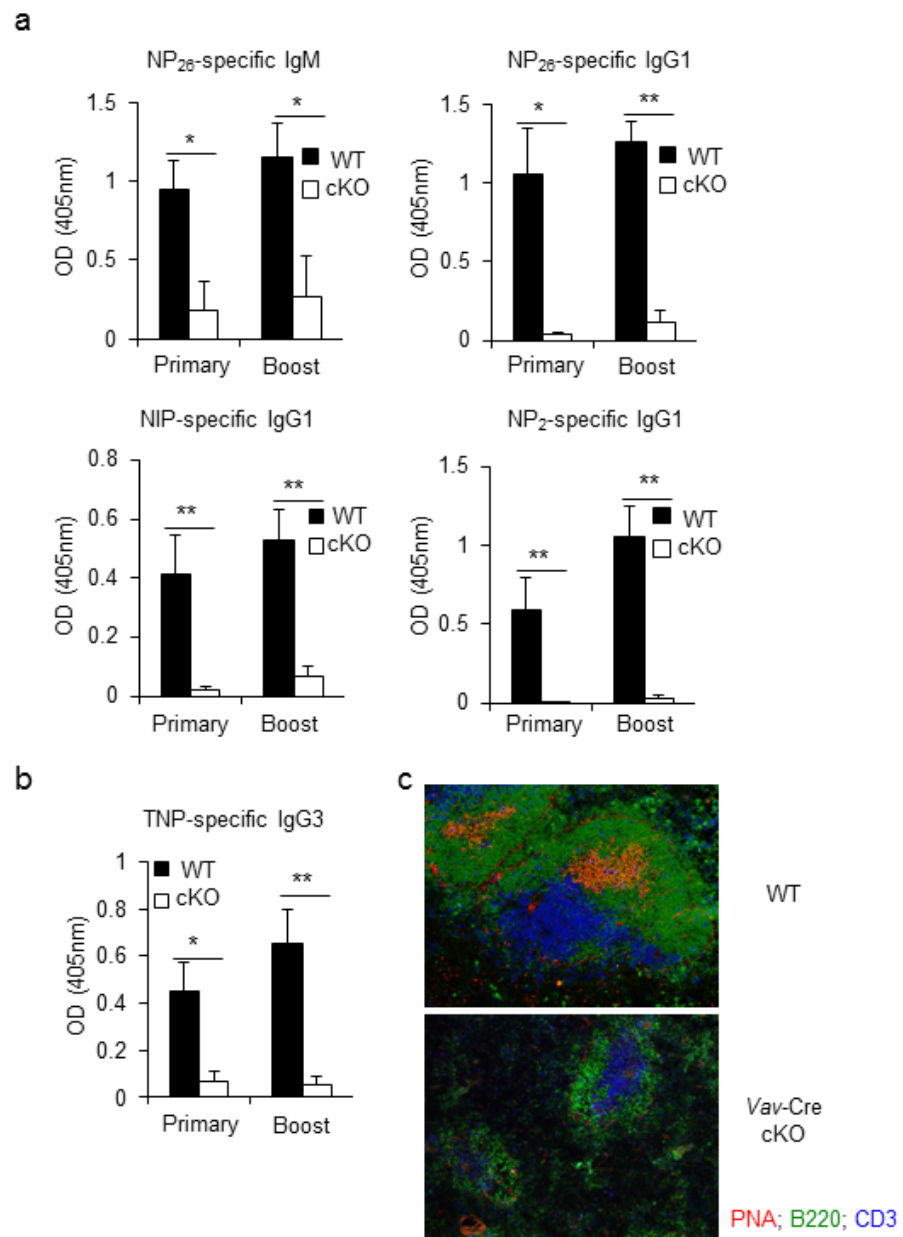 a
NP₂₆-specific IgM
1.5
1
0.5
0
OD (405nm)
*
*
WT
cKO
Primary
Boost
NP₂₆-specific IgG1
1.5
1
0.5
0
OD (405nm)
*
**
WT
cKO
Primary
Boost
NIP-specific IgG1
0.8
0.6
0.4
0.2
0
OD (405nm)
**
**
WT
cKO
Primary
Boost
NP₂-specific IgG1
1.5
1
0.5
0
OD (405nm)
**
**
WT
cKO
Primary
Boost
b
TNP-specific IgG3
1
0.8
0.6
0.4
0.2
0
OD (405nm)
*
**
WT
cKO
Primary
Boost
c
WT
Vav-Cre
cKO
PNA; B220; CD3